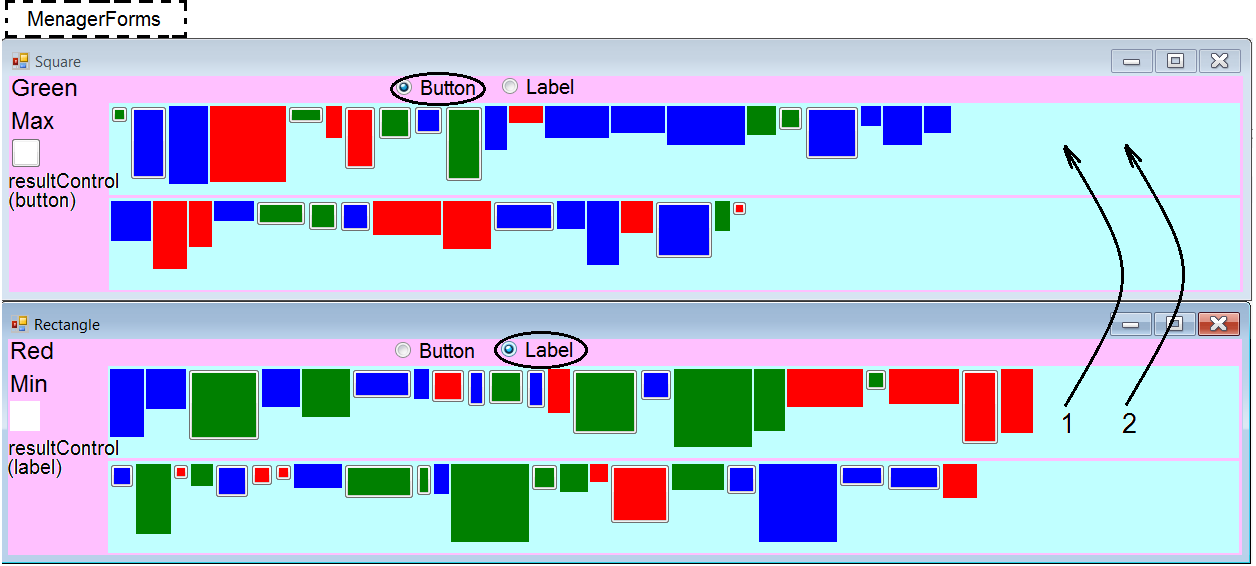 MenagerForms
Square
Green
Button
Label
Max
resultControl
(button)
Rectangle
Red
Button
Label
Min
resultControl
(label)
1
2